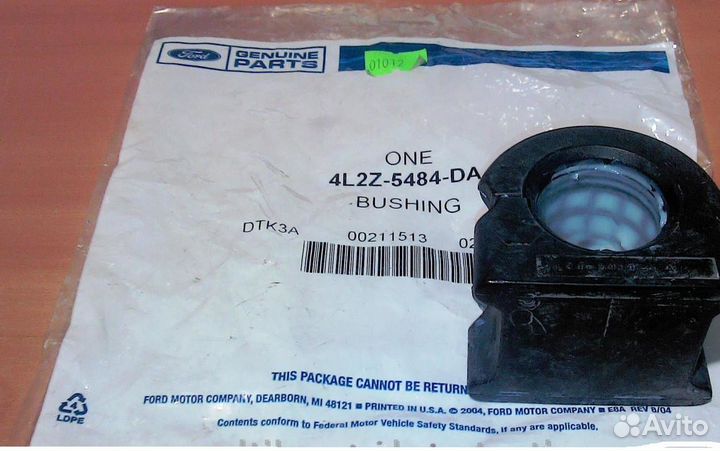 Ford
GENUINE
PARTS
01012
ONE
4L2Z-5484-DA
BUSHING
DTK3A 00211513 02
THIS PACKAGE CANNOT BE RETURN
FORD MOTOR COMPANY, DEARBORN, MI 48121 ■ PRINTED IN U.S.A. © 2004, FORD MOTOR COMPANY ■ E8A REV 8/04
Contents conform to Federal Motor Vehicle Safety Standards, if any are applicable.
4
LDPE
Avito